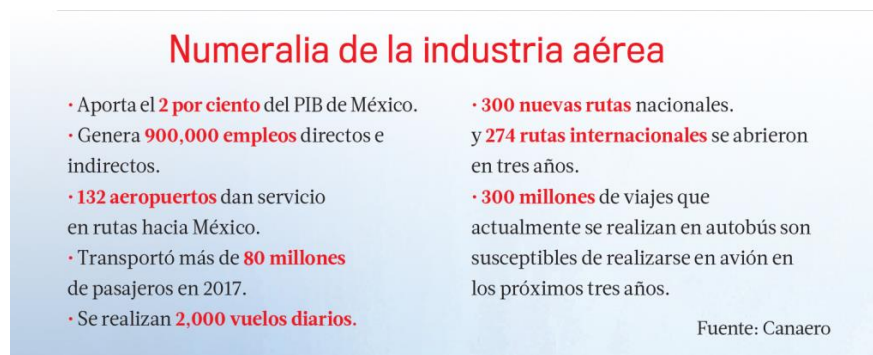 Numeralia de la industria aérea
· Aporta el 2 por ciento del PIB de México.
· Genera 900,000 empleos directos e
indirectos.
· 132 aeropuertos dan servicio
en rutas hacia México.
· Transportó más de 80 millones
de pasajeros en 2017.
· Se realizan 2,000 vuelos diarios.
· 300 nuevas rutas nacionales.
y 274 rutas internacionales se abrieron
en tres años.
· 300 millones de viajes que
actualmente se realizan en autobús son
susceptibles de realizarse en avión en
los próximos tres años.
Fuente: Canaero